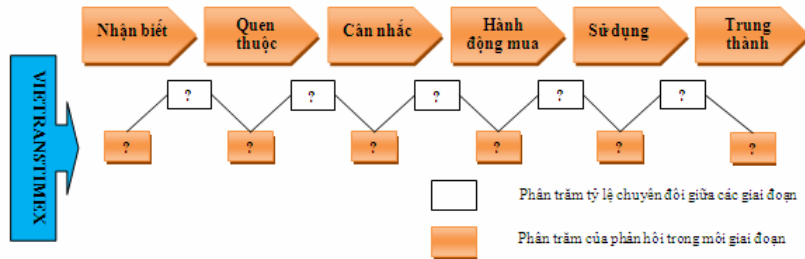 Nhận biết
Quen
thuộc
Cân nhắc
Hành
động mua
Sử dụng
Trung
thành
VIETRANSTIMEX
? ? ? ? ?
? ? ? ? ? ?
Phần trăm tỷ lệ chuyển đổi giữa các giai đoạn
Phần trăm của phản hồi trong mỗi giai đoạn